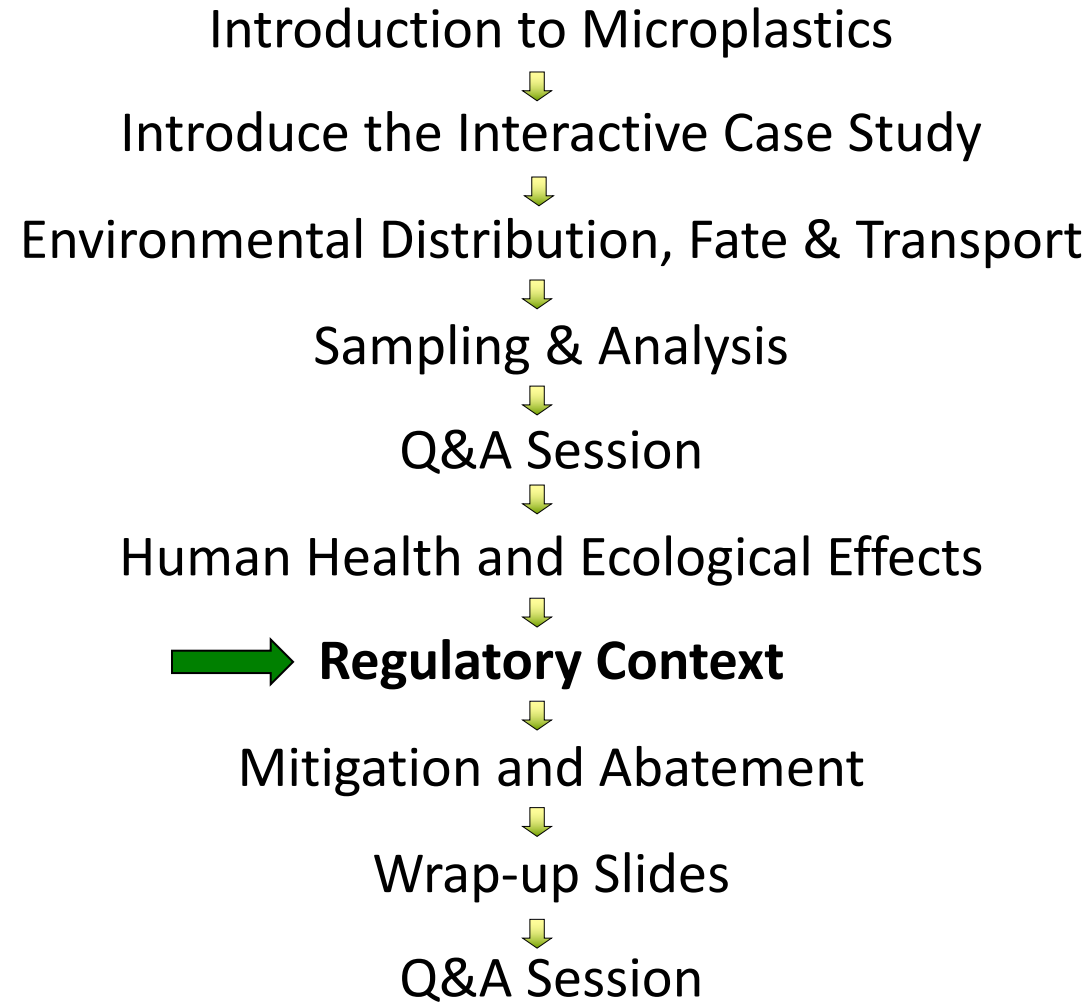 Introduction to Microplastics
Introduce the Interactive Case Study
Environmental Distribution, Fate & Transport
Sampling & Analysis
Q&A Session
Human Health and Ecological Effects
Regulatory Context
Mitigation and Abatement
Wrap-up Slides
Q&A Session